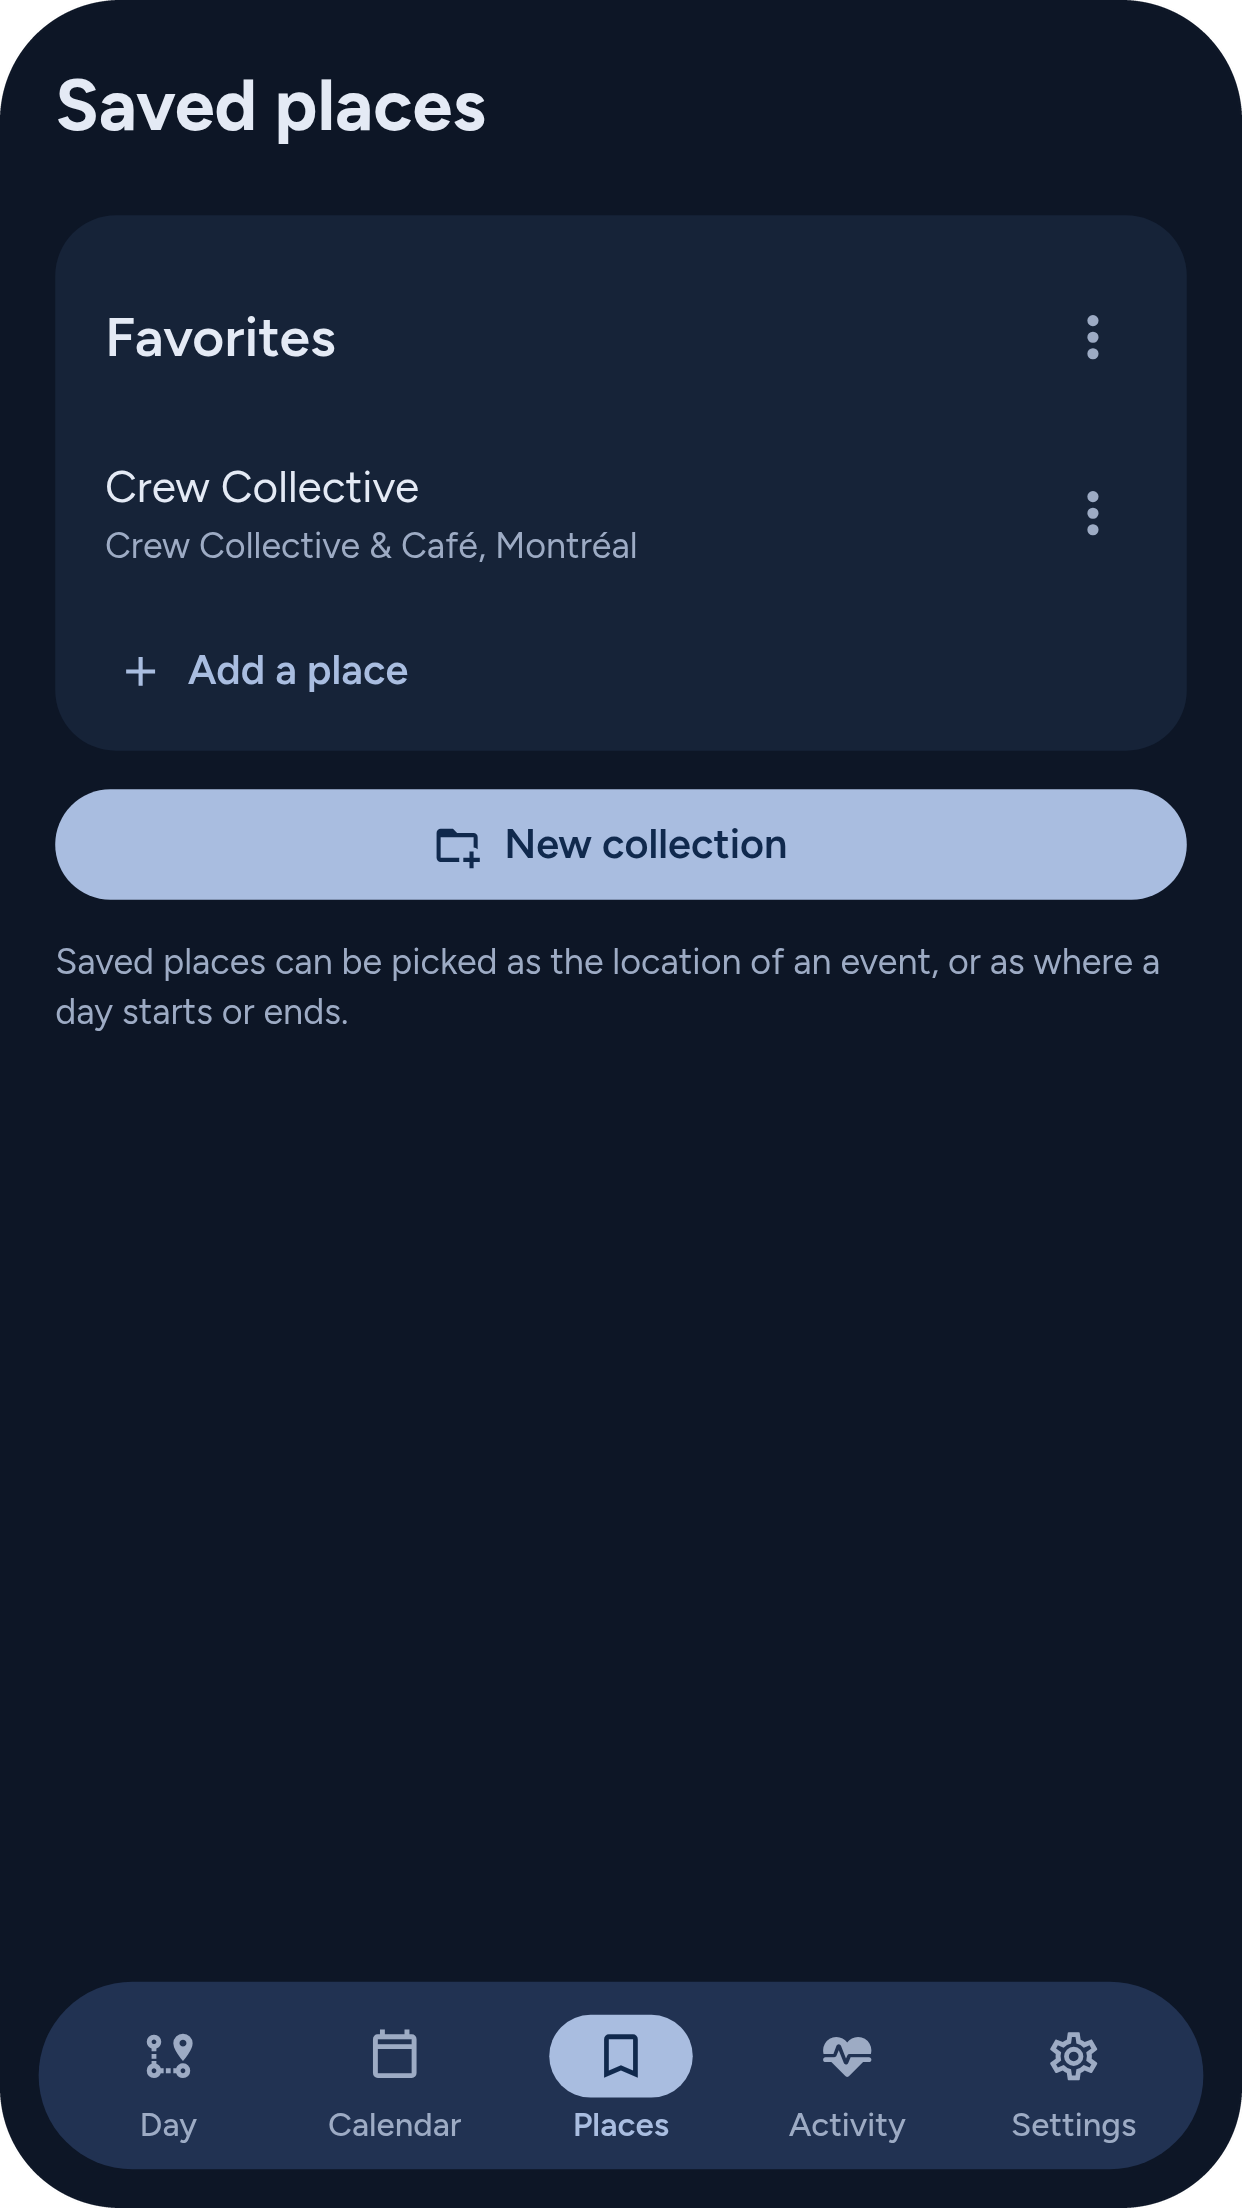 Saved places
Favorites
Crew Collective
Crew Collective & Café, Montréal
Add a place
New collection
Saved places can be picked as the location of an event, or as where a
day starts or ends.
Day
Calendar
Places
Activity
Settings